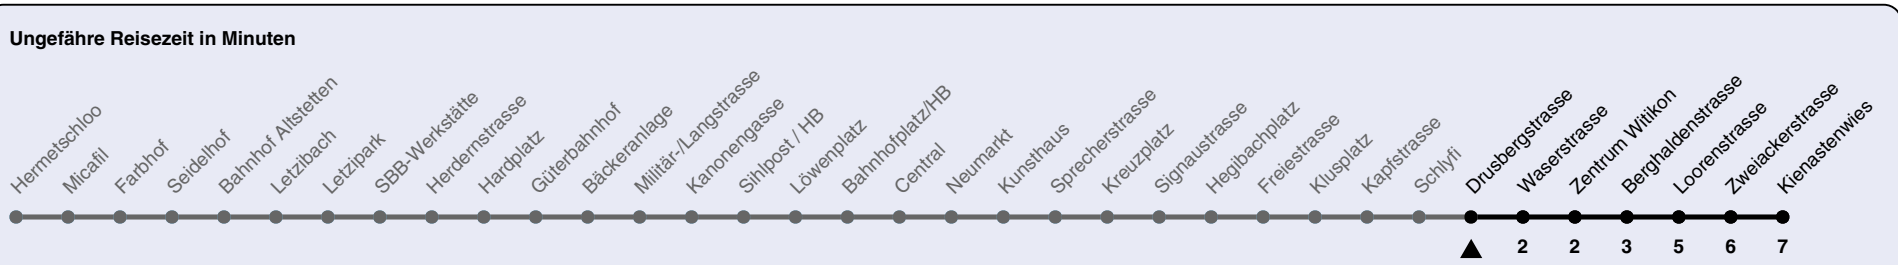 Ungefähre Reisezeit in Minuten
Hermetschloo
Micafil
Farbhof
Seidelhof
Bahnhof Altstetten
Letzibach
Letzipark
SBB-Werkstätte
Herdernstrasse
Hardplatz
Güterbahnhof
Bäckeranlage
Militär-/Langstrasse
Kanonengasse
Sihlpost / HB
Löwenplatz
Bahnhofplatz/HB
Central
Neumarkt
Kunsthaus
Sprecherstrasse
Kreuzplatz
Signaustrasse
Hegibachplatz
Freiestrasse
Klusplatz
Kapfstrasse
Schlyfi
Drusbergstrasse
Waserstrasse
Zentrum Witikon
Berghaldenstrasse
Loorenstrasse
Zweiackerstrasse
Kienastenwies
2 2 3 5 6 7